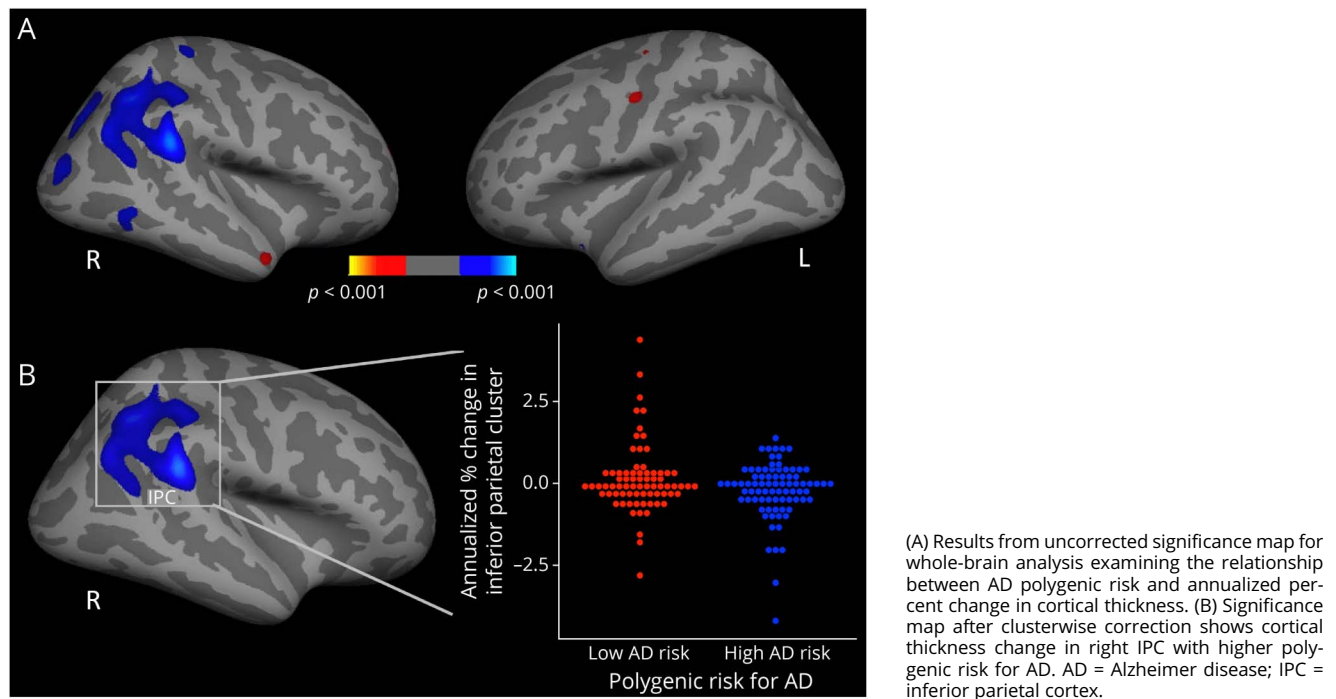 A
R
L
p < 0.001
p < 0.001
B
IPC
R
Annualized % change in
inferior parietal cluster
2.5
0.0
−2.5
Low AD risk
High AD risk
Polygenic risk for AD
(A) Results from uncorrected significance map for
whole-brain analysis examining the relationship
between AD polygenic risk and annualized per-
cent change in cortical thickness. (B) Significance
map after clusterwise correction shows cortical
thickness change in right IPC with higher poly-
genic risk for AD. AD = Alzheimer disease; IPC =
inferior parietal cortex.